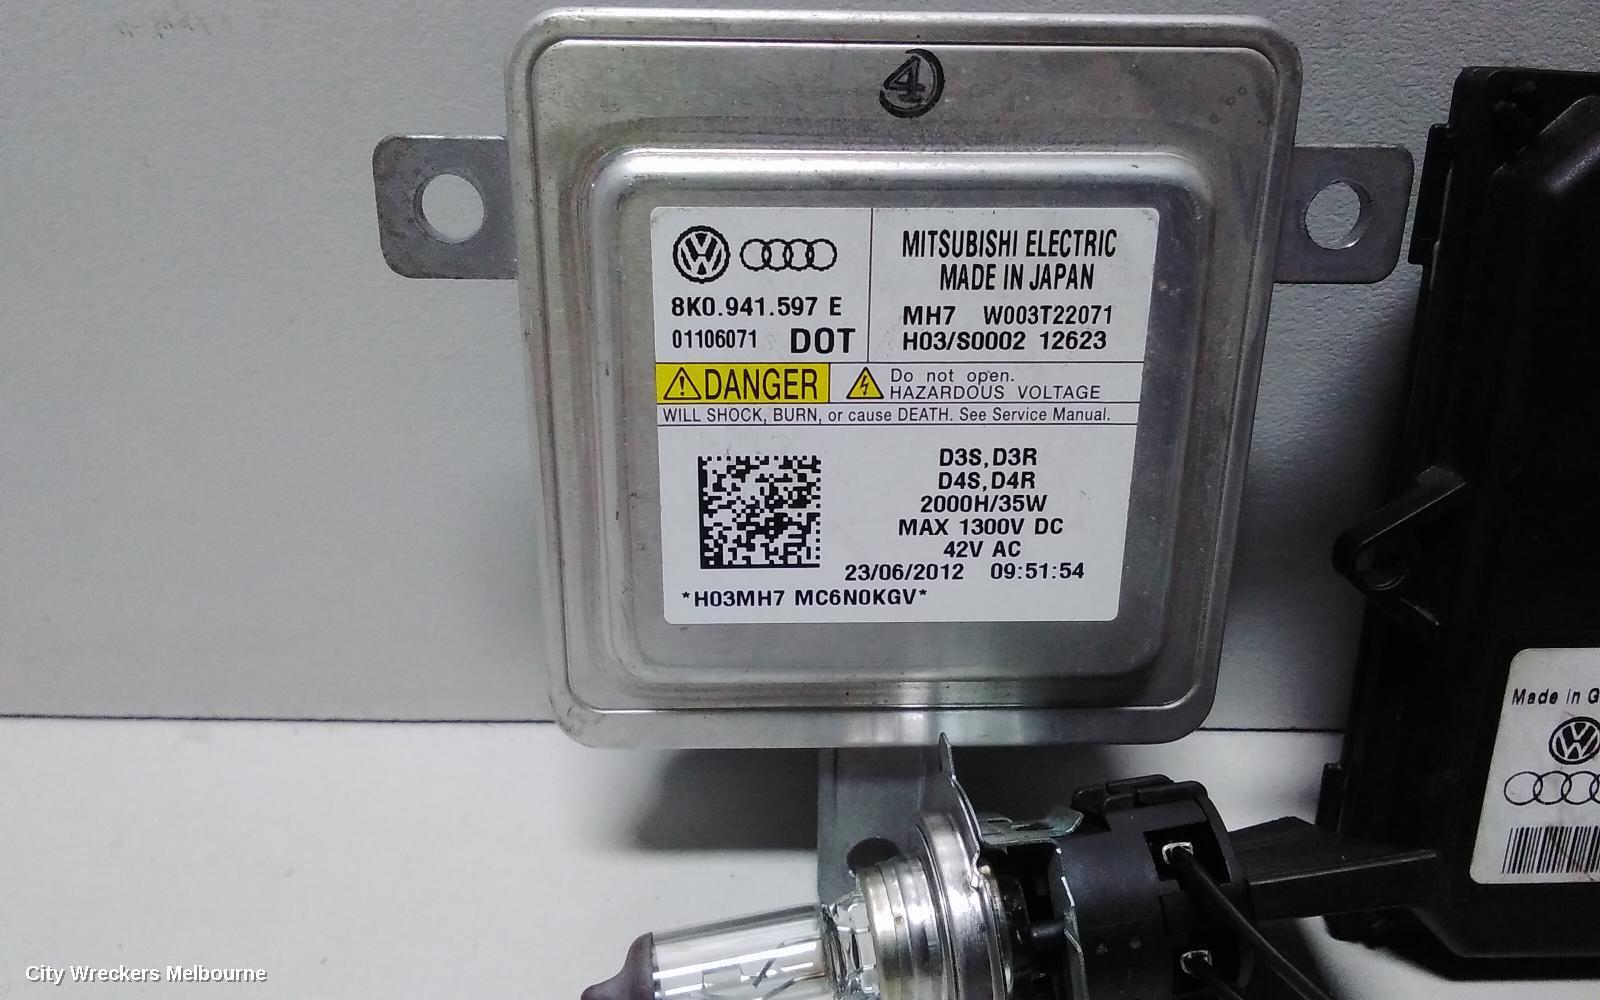 4
8K0.941.597 E
01106071 DOT
MITSUBISHI ELECTRIC
MADE IN JAPAN
MH7 W003T22071
H03/S0002 12623
DANGER
Do not open.
HAZARDOUS VOLTAGE
WILL SHOCK, BURN, or cause DEATH. See Service Manual.
D3S, D3R
D4S, D4R
2000H/35W
MAX 1300V DC
42V AC
23/06/2012 09:51:54
*H03MH7 MC6N0KGV*
Made in G
City Wreckers Melbourne